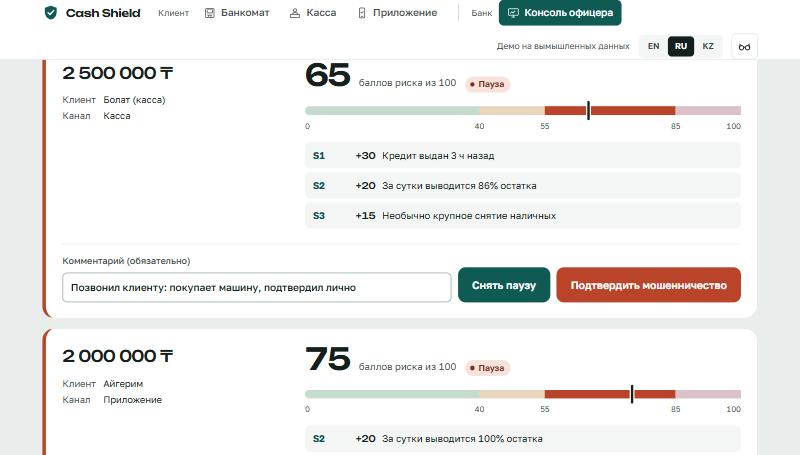 Cash Shield Клиент Банкомат Касса Приложение Банк Консоль офицера
Демо на вымышленных данных EN RU KZ
2 500 000 ₸
65 баллов риска из 100 Пауза
Клиент Болат (касса)
Канал Касса
0 40 55 85 100
S1 +30 Кредит выдан 3 ч назад
S2 +20 За сутки выводится 86% остатка
S3 +15 Необычно крупное снятие наличных
Комментарий (обязательно)
Позвонил клиенту: покупает машину, подтвердил лично
Снять паузу
Подтвердить мошенничество
2 000 000 ₸
75 баллов риска из 100 Пауза
Клиент Айгерим
Канал Приложение
0 40 55 85 100
S2 +20 За сутки выводится 100% остатка